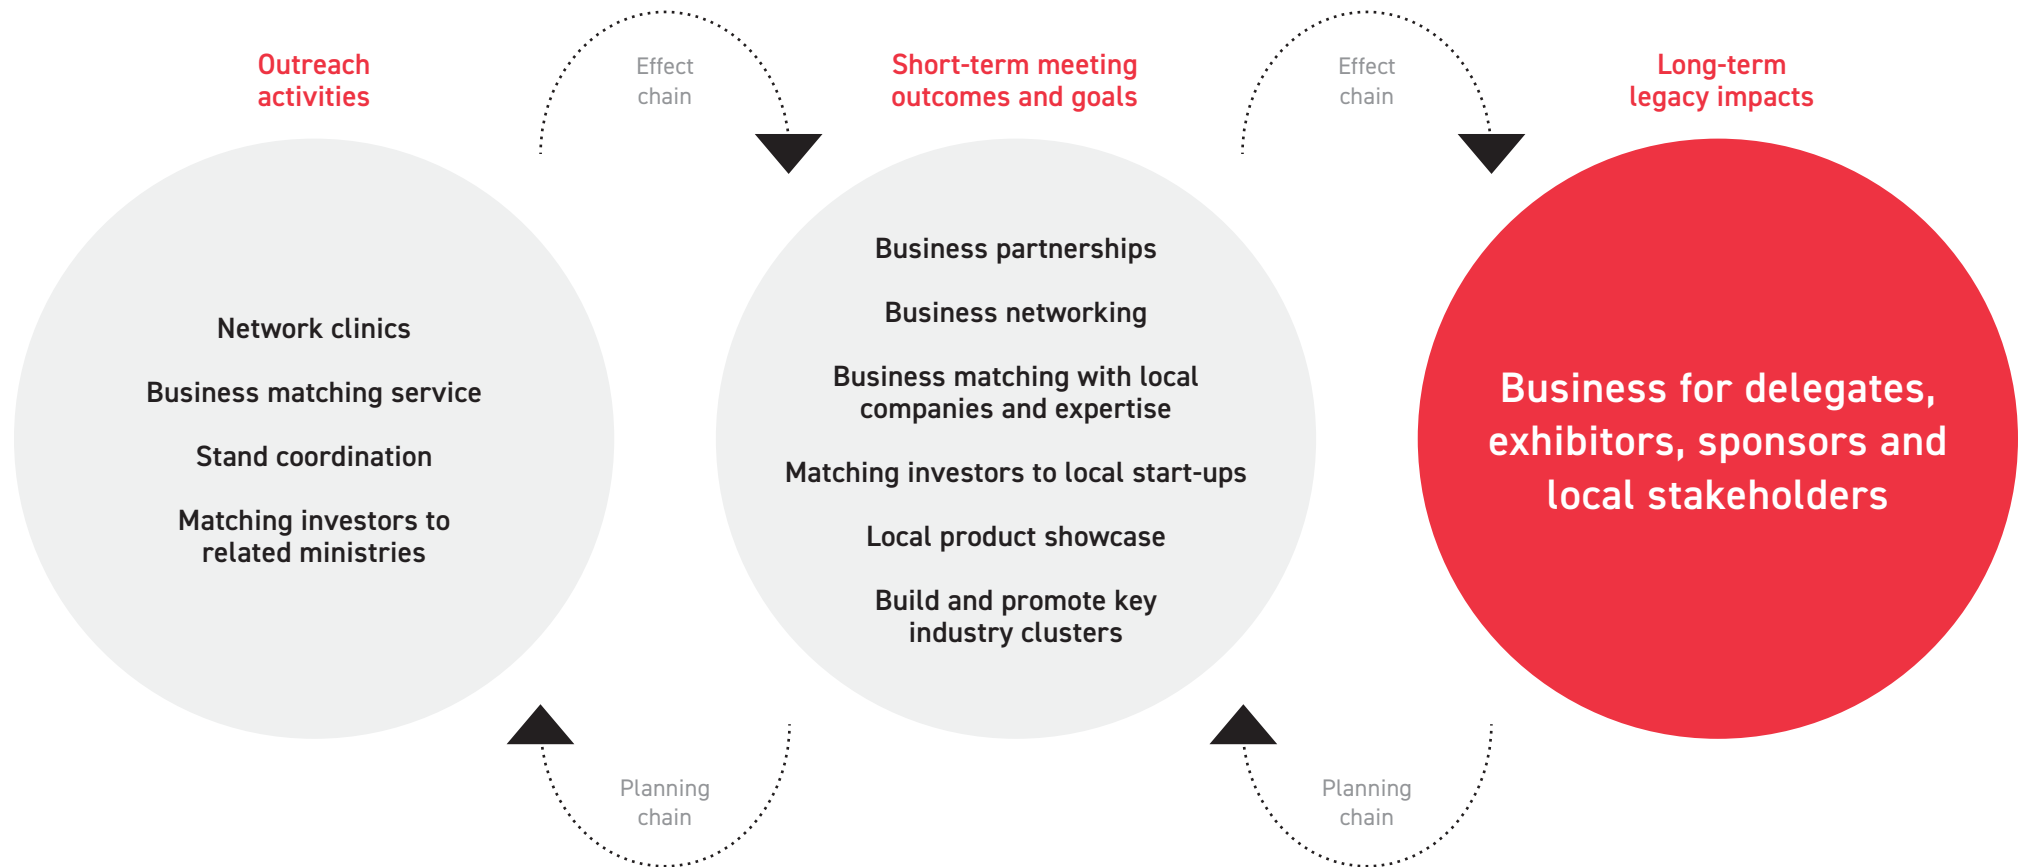 Outreach
activities
Effect
chain
Short-term meeting
outcomes and goals
Effect
chain
Long-term
legacy impacts
Network clinics
Business matching service
Stand coordination
Matching investors to
related ministries
Business partnerships
Business networking
Business matching with local
companies and expertise
Matching investors to local start-ups
Local product showcase
Build and promote key
industry clusters
Business for delegates,
exhibitors, sponsors and
local stakeholders
Planning
chain
Planning
chain